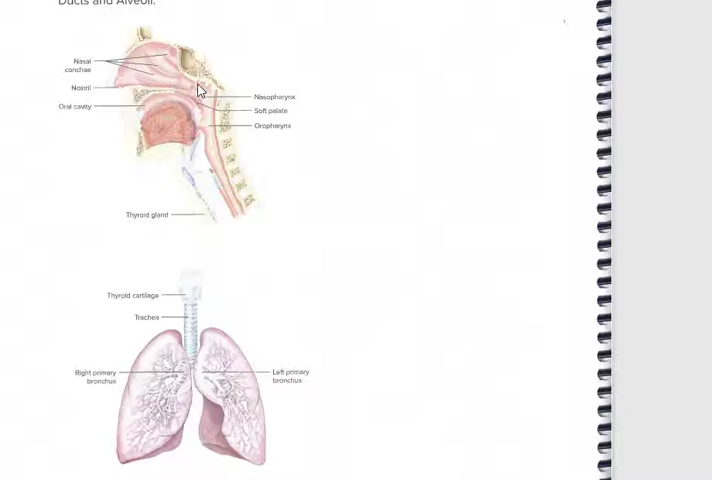 Ducts and Alveoli.
Nasal
conchae
Nostril
Oral cavity
Nasopharynx
Soft palate
Oropharynx
Thyroid gland
Thyroid cartilage
Trachea
Right primary
bronchus
Left primary
bronchus